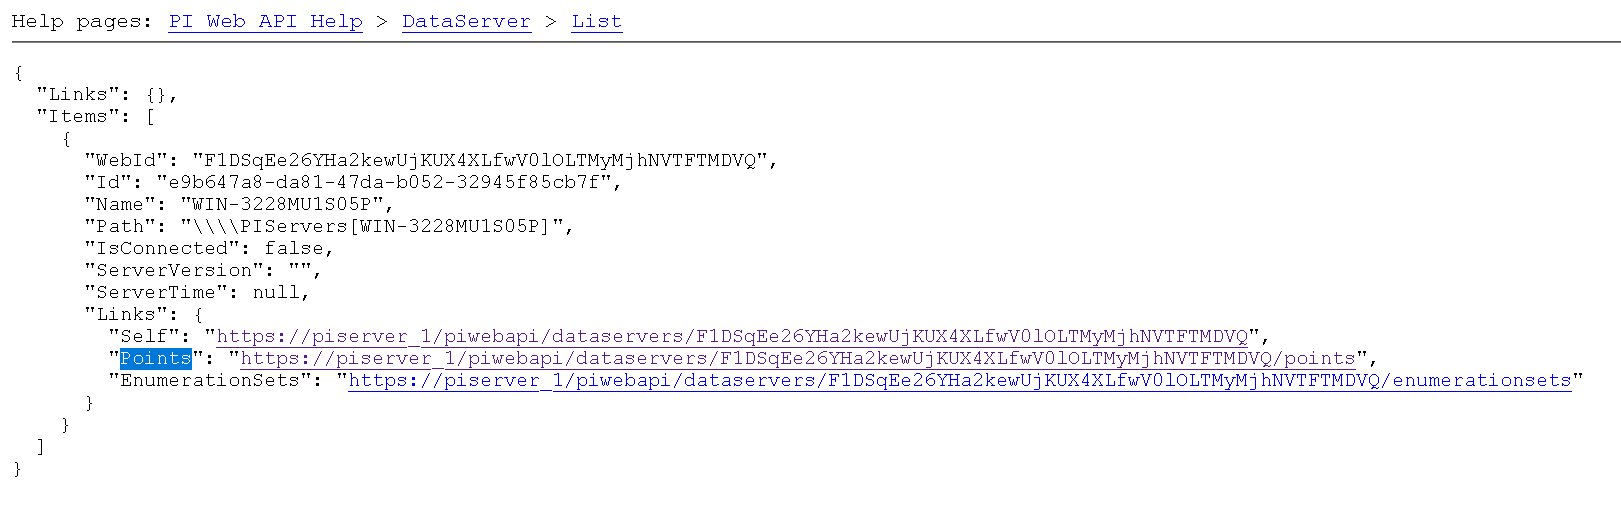 Help pages: PI Web API Help > DataServer > List
{
  "Links": {},
  "Items": [
    {
      "WebId": "F1DSqEe26YHa2kewUjKUX4XLfwV0lOLTMyMjhNVTFTMDVQ",
      "Id": "e9b647a8-da81-47da-b052-32945f85cb7f",
      "Name": "WIN-3228MU1S05P",
      "Path": "\\\\PIServers[WIN-3228MU1S05P]",
      "IsConnected": false,
      "ServerVersion": "",
      "ServerTime": null,
      "Links": {
        "Self": "https://piserver_1/piwebapi/dataservers/F1DSqEe26YHa2kewUjKUX4XLfwV0lOLTMyMjhNVTFTMDVQ",
        "Points": "https://piserver_1/piwebapi/dataservers/F1DSqEe26YHa2kewUjKUX4XLfwV0lOLTMyMjhNVTFTMDVQ/points",
        "EnumerationSets": "https://piserver_1/piwebapi/dataservers/F1DSqEe26YHa2kewUjKUX4XLfwV0lOLTMyMjhNVTFTMDVQ/enumerationsets"
      }
    }
  ]
}